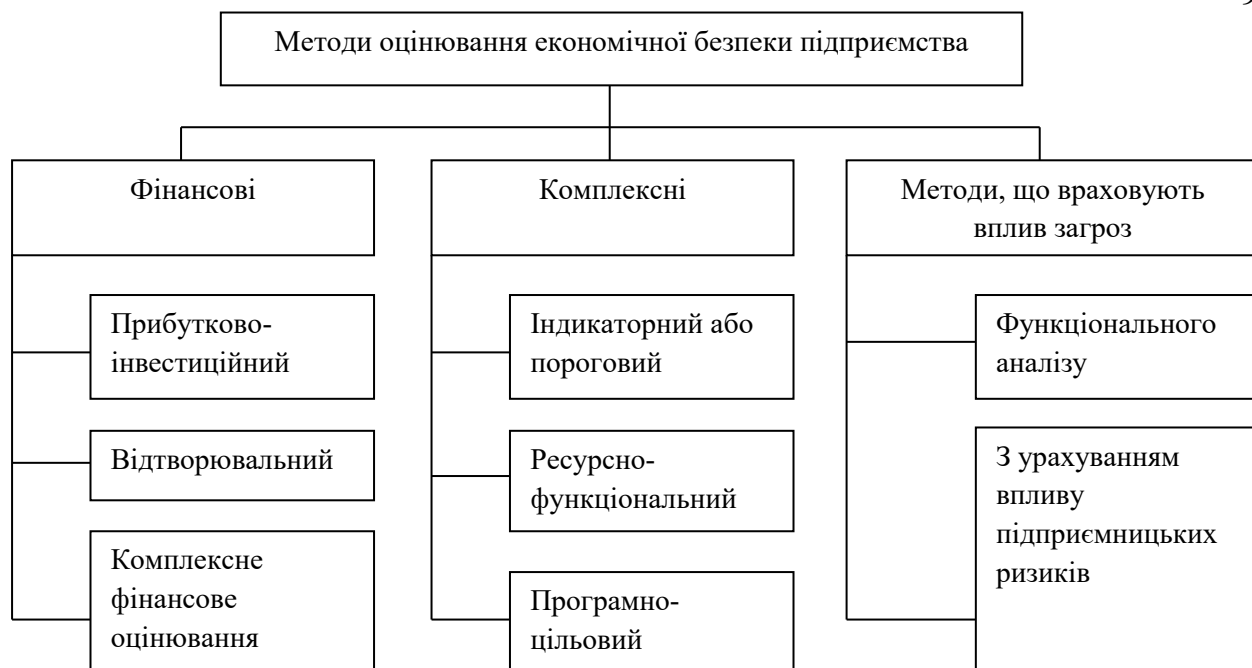 Методи оцінювання економічної безпеки підприємства
Фінансові
Прибутково-
інвестиційний
Відтворювальний
Комплексне
фінансове
оцінювання
Комплексні
Індикаторний або
пороговий
Ресурсно-
функціональний
Програмно-
цільовий
Методи, що враховують
вплив загроз
Функціонального
аналізу
З урахуванням
впливу
підприємницьких
ризиків